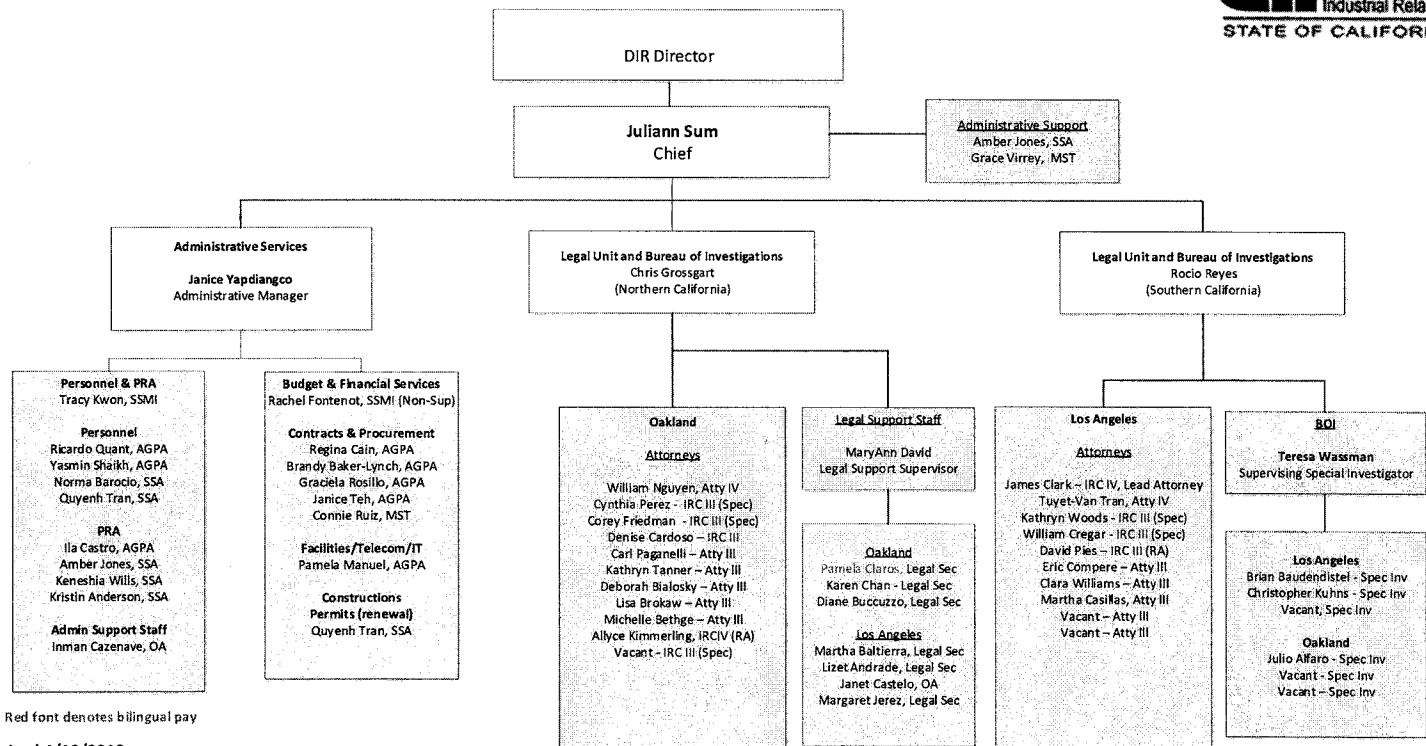 Industrial Rela
STATE OF CALIFOR
DIR Director
Juliann Sum
Chief
Administrative Support
Amber Jones, SSA
Grace Virrey, MST
Administrative Services
Janice Yapdiangco
Administrative Manager
Legal Unit and Bureau of Investigations
Chris Grossgart
(Northern California)
Legal Unit and Bureau of Investigations
Rocio Reyes
(Southern California)
Personnel & PRA
Tracy Kwon, SSMI
Personnel
Ricardo Quant, AGPA
Yasmin Shaikh, AGPA
Norma Barocio, SSA
Quyenh Tran, SSA
PRA
Ila Castro, AGPA
Amber Jones, SSA
Keneshia Wills, SSA
Kristin Anderson, SSA
Admin Support Staff
Inman Cazenave, OA
Budget & Financial Services
Rachel Fontenot, SSMI (Non-Sup)
Contracts & Procurement
Regina Cain, AGPA
Brandy Baker-Lynch, AGPA
Graciela Rosillo, AGPA
Janice Teh, AGPA
Connie Ruiz, MST
Facilities/Telecom/IT
Pamela Manuel, AGPA
Constructions
Permits (renewal)
Quyenh Tran, SSA
Oakland
Attorneys
William Nguyen, Atty IV
Cynthia Perez - IRC III (Spec)
Corey Friedman - IRC III (Spec)
Denise Cardoso – IRC III
Carl Paganelli – Atty III
Kathryn Tanner – Atty III
Deborah Bialosky – Atty III
Lisa Brokaw – Atty III
Michelle Bethge – Atty III
Allyce Kimmerling, IRCIV (RA)
Vacant - IRC III (Spec)
Legal Support Staff
MaryAnn David
Legal Support Supervisor
Oakland
Pamela Claros, Legal Sec
Karen Chan - Legal Sec
Diane Buccuzzo, Legal Sec
Los Angeles
Martha Baltierra, Legal Sec
Lizet Andrade, Legal Sec
Janet Castelo, OA
Margaret Jerez, Legal Sec
Los Angeles
Attorneys
James Clark – IRC IV, Lead Attorney
Tuyet-Van Tran, Atty IV
Kathryn Woods - IRC III (Spec)
William Cregar - IRC III (Spec)
David Pies – IRC III (RA)
Eric Compere – Atty III
Clara Williams – Atty III
Martha Casillas, Atty III
Vacant – Atty III
Vacant – Atty III
BOI
Teresa Wassman
Supervising Special Investigator
Los Angeles
Brian Baudendistel - Spec Inv
Christopher Kuhns - Spec Inv
Vacant, Spec Inv
Oakland
Julio Alfaro - Spec Inv
Vacant - Spec Inv
Vacant – Spec Inv
Red font denotes bilingual pay